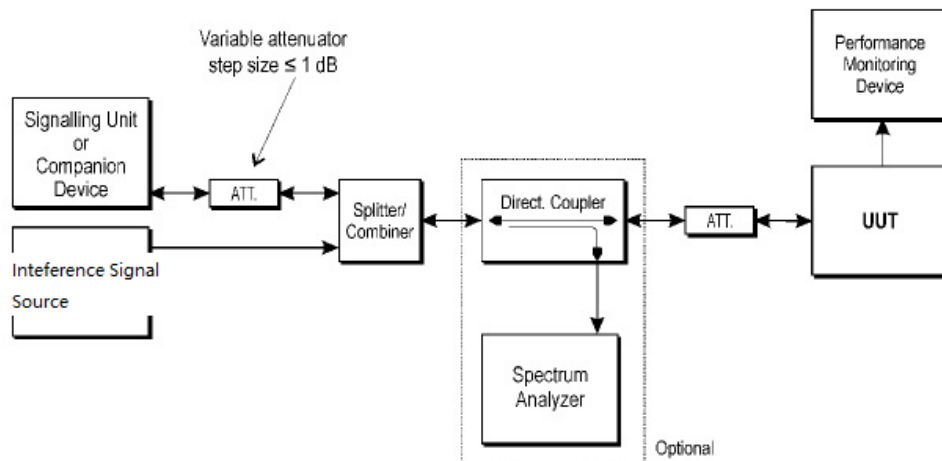 Variable attenuator
step size ≤ 1 dB
Performance
Monitoring
Device
Signalling Unit
or
Companion
Device
ATT.
Splitter/
Combiner
Direct. Coupler
ATT.
UUT
Inteference Signal
Source
Spectrum
Analyzer
Optional